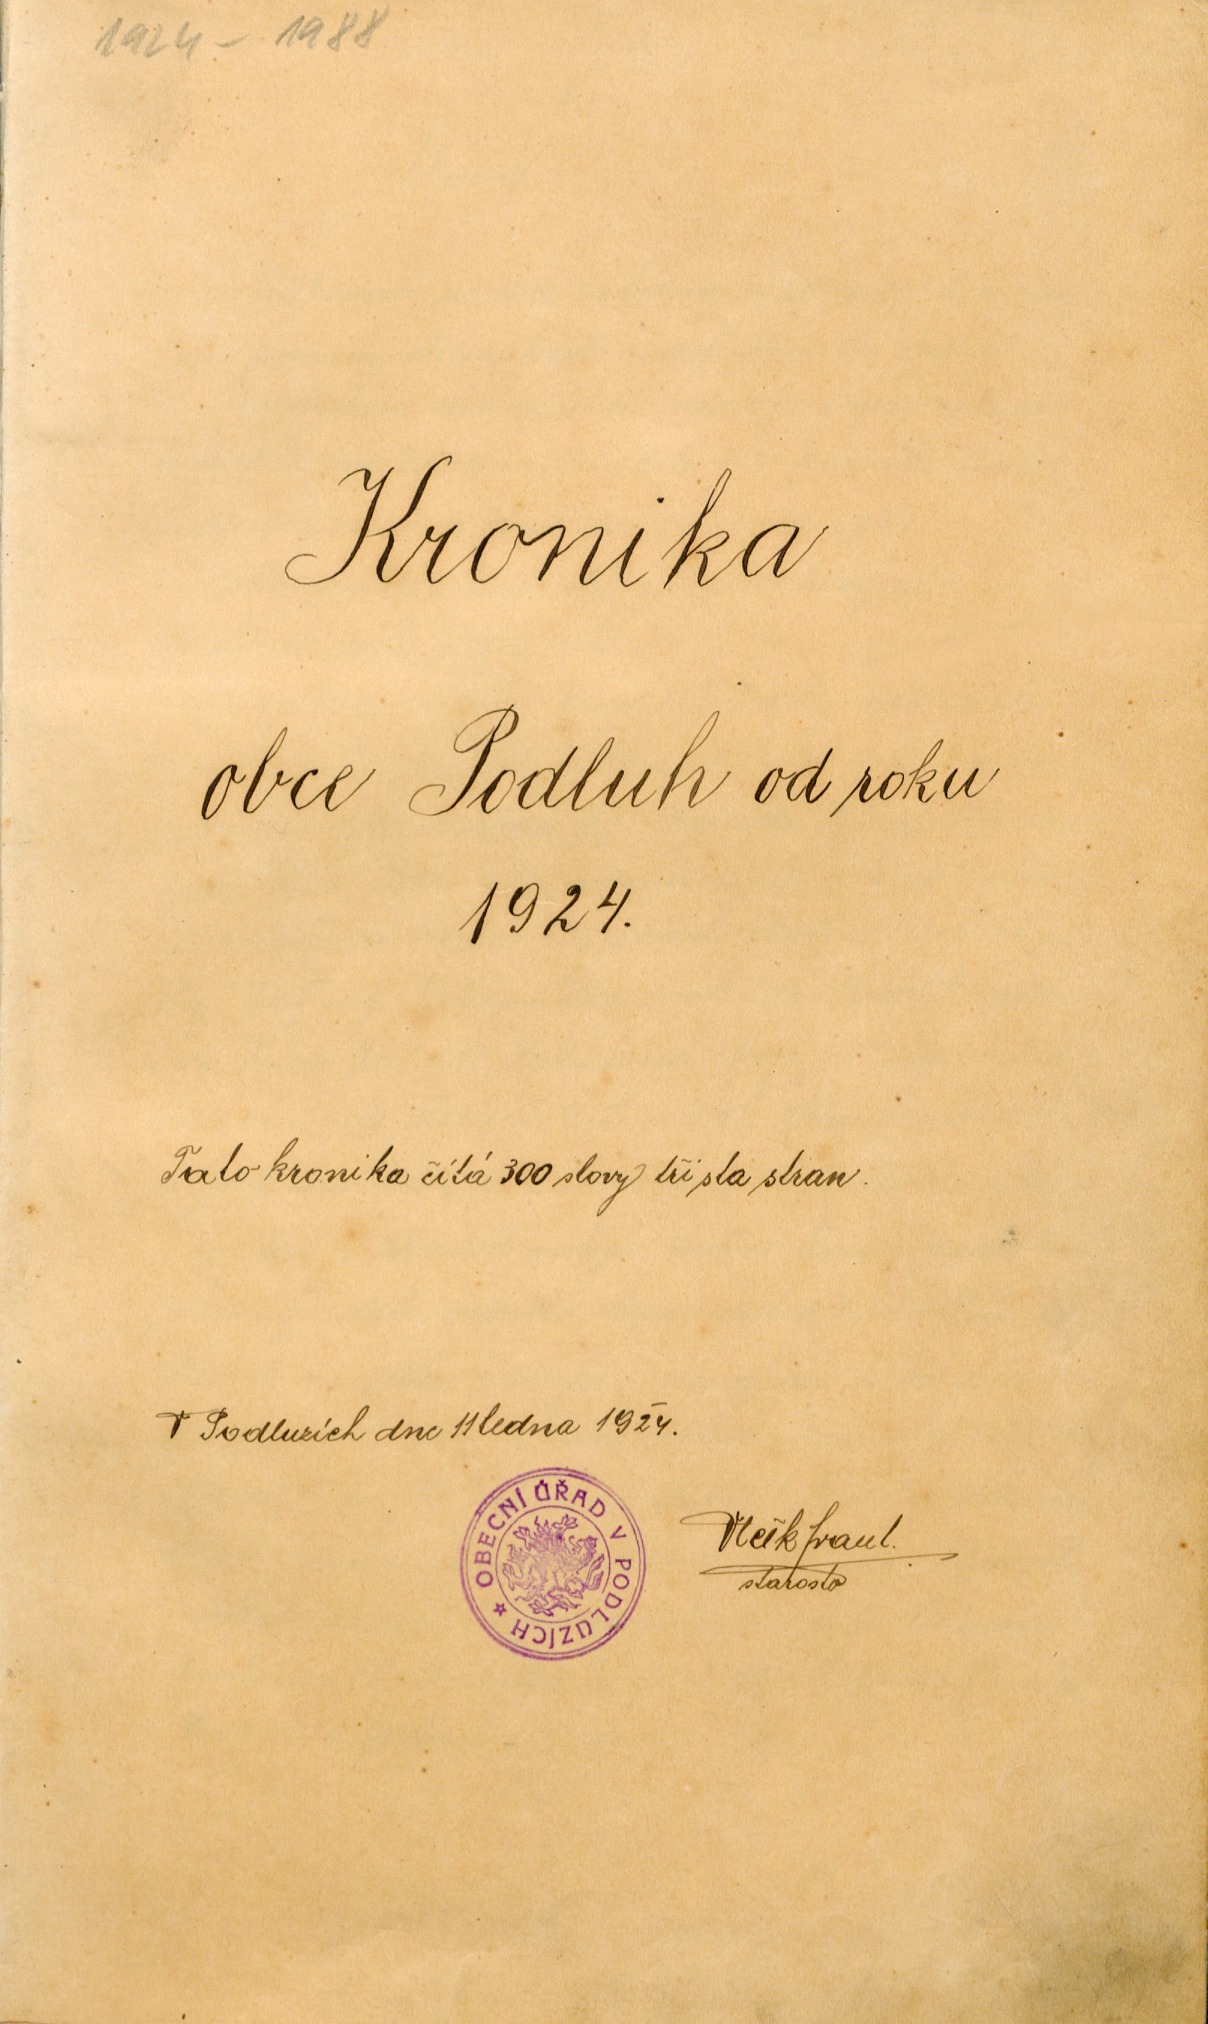 1924 - 1988
Kronika
obce Podluh od roku
1924.
Tato kronika čítá 300 slovy tři sta stran.
V Podluzích dne 11 ledna 1924.
OBECNÍ ÚŘAD V PODLUZÍCH
Vlčík
starosta